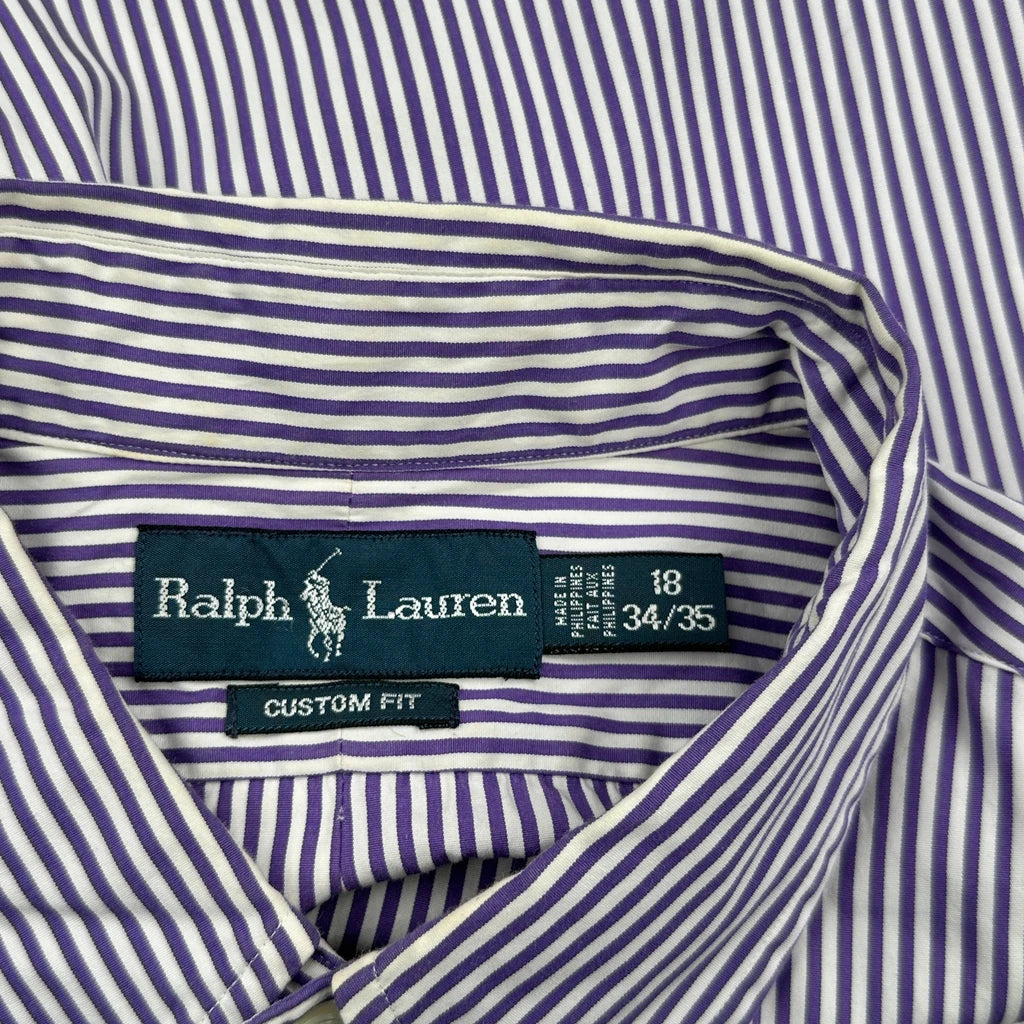 Ralph Lauren
MADE IN
PHILIPPINES
FAIT AUX
PHILIPPINES
18
34/35
CUSTOM FIT